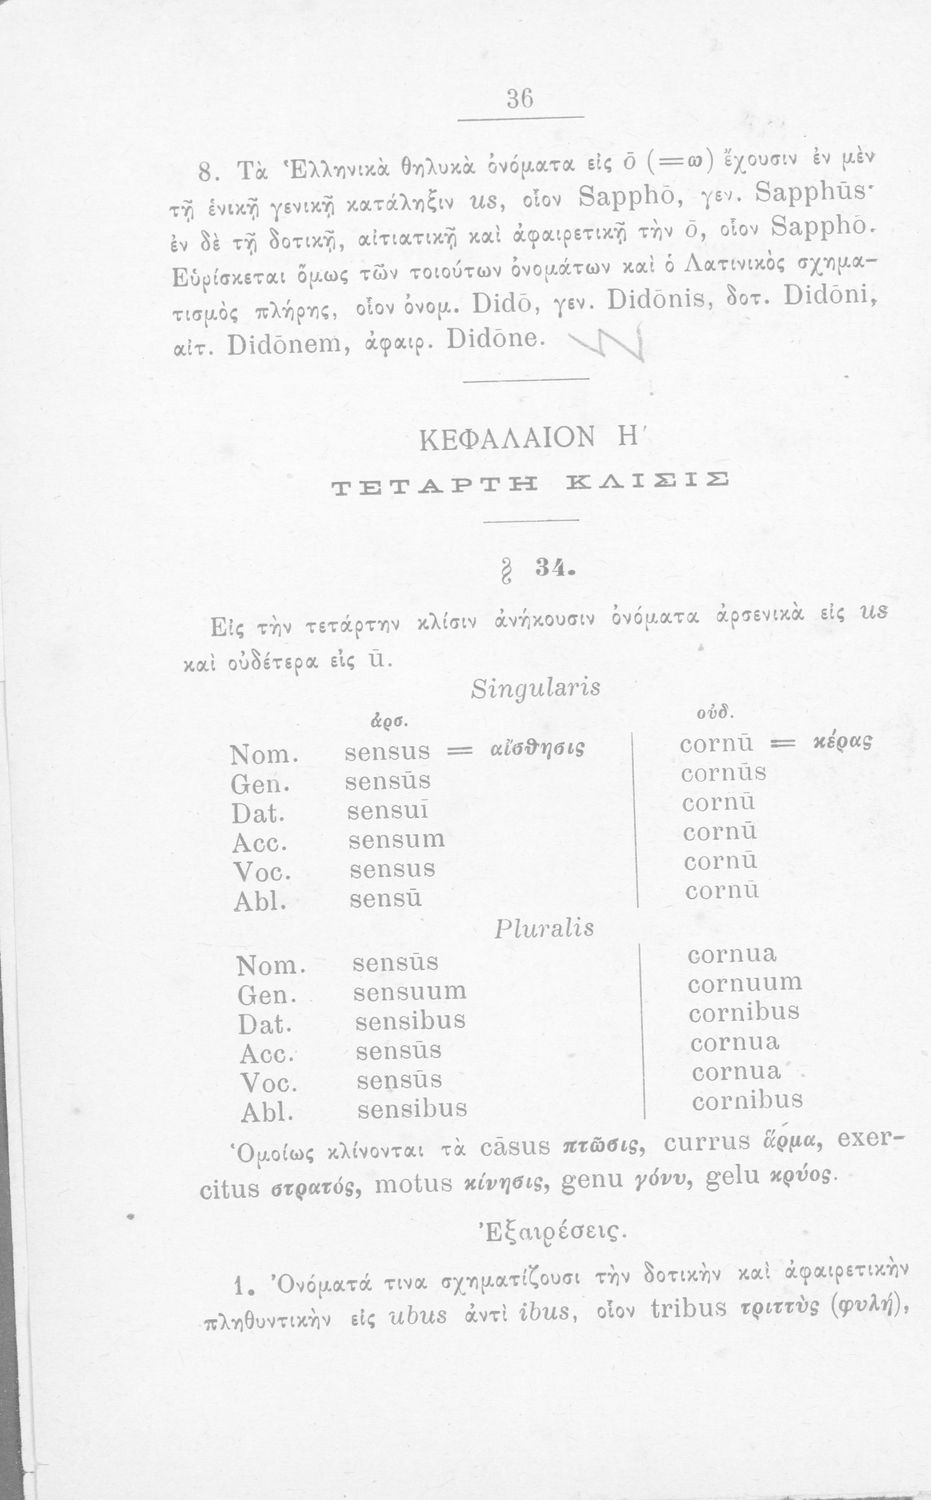 36
8. Τὰ Ἑλληνικὰ θηλυκὰ ὀνόματα εἰς ō (=ω) ἔχουσιν ἐν μὲν
τῇ ἑνικῇ γενικῇ κατάληξιν us, οἷον Sapphō, γεν. Sapphūs·
ἐν δὲ τῇ δοτικῇ, αἰτιατικῇ καὶ ἀφαιρετικῇ τὴν ō, οἷον Sapphō.
Εὑρίσκεται ὅμως τῶν τοιούτων ὀνομάτων καὶ ὁ Λατινικὸς σχημα-
τισμὸς πλήρης, οἷον ὀνομ. Didō, γεν. Didōnis, δοτ. Didōni,
αἰτ. Didōnem, ἀφαιρ. Didōne.
ΚΕΦΑΛΑΙΟΝ Η΄
ΤΕΤΑΡΤΗ ΚΛΙΣΙΣ
§ 34.
Εἰς τὴν τετάρτην κλίσιν ἀνήκουσιν ὀνόματα ἀρσενικὰ εἰς us
καὶ οὐδέτερα εἰς ū.
Singularis
ἀρσ. οὐδ.
Nom. sensus = αἴσθησις cornū = κέρας
Gen. sensūs cornūs
Dat. sensuī cornū
Acc. sensum cornū
Voc. sensus cornū
Abl. sensū cornū
Pluralis
Nom. sensūs cornua
Gen. sensuum cornuum
Dat. sensibus cornibus
Acc. sensūs cornua
Voc. sensūs cornua
Abl. sensibus cornibus
Ὁμοίως κλίνονται τὰ cāsus πτῶσις, currus ἅρμα, exer-
citus στρατός, motus κίνησις, genu γόνυ, gelu κρύος.
Ἐξαιρέσεις.
1. Ὀνόματά τινα σχηματίζουσι τὴν δοτικὴν καὶ ἀφαιρετικὴν
πληθυντικὴν εἰς ubus ἀντὶ ibus, οἷον tribus τριττὺς (φυλή),